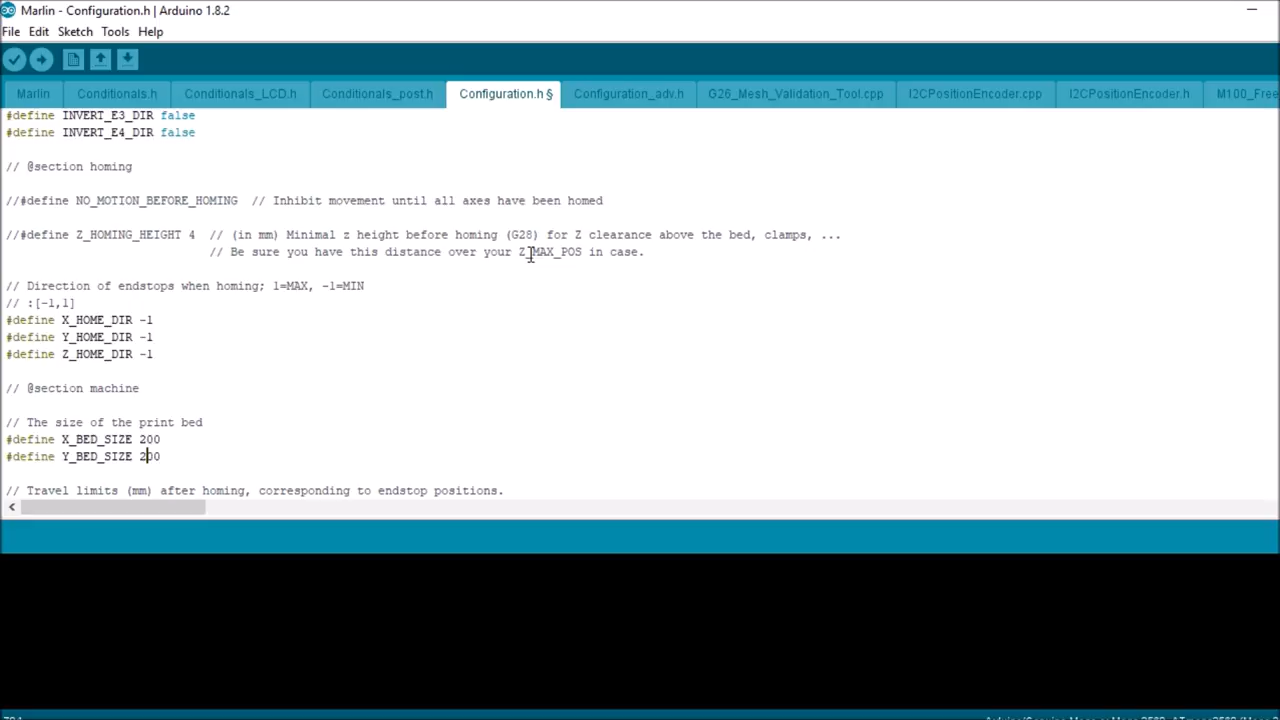 Marlin - Configuration.h | Arduino 1.8.2
File Edit Sketch Tools Help
Marlin Conditionals.h Conditionals_LCD.h Conditionals_post.h Configuration.h § Configuration_adv.h G26_Mesh_Validation_Tool.cpp I2CPositionEncoder.cpp I2CPositionEncoder.h M100_Free
#define INVERT_E3_DIR false
#define INVERT_E4_DIR false
// @section homing
//#define NO_MOTION_BEFORE_HOMING // Inhibit movement until all axes have been homed
//#define Z_HOMING_HEIGHT 4 // (in mm) Minimal z height before homing (G28) for Z clearance above the bed, clamps, ...
// Be sure you have this distance over your Z_MAX_POS in case.
// Direction of endstops when homing; 1=MAX, -1=MIN
// :[-1,1]
#define X_HOME_DIR -1
#define Y_HOME_DIR -1
#define Z_HOME_DIR -1
// @section machine
// The size of the print bed
#define X_BED_SIZE 200
#define Y_BED_SIZE 200
// Travel limits (mm) after homing, corresponding to endstop positions.